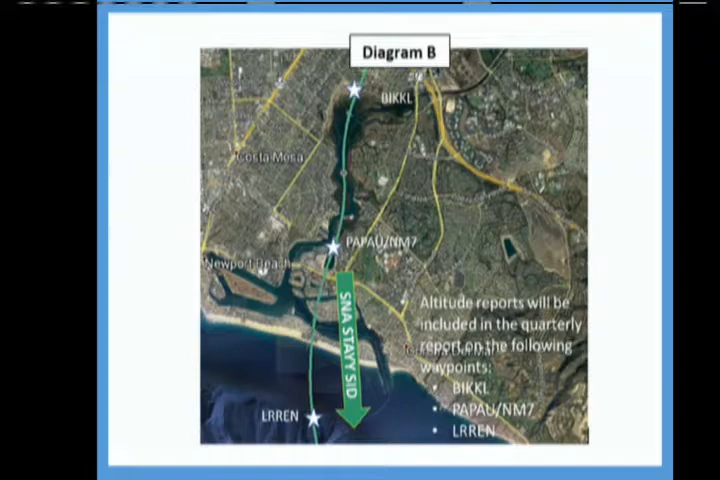 Diagram B
BIKKL
Costa Mesa
PAPAU/NM7
Newport Beach
SNA STAYY SID
Altitude reports will be
included in the quarterly
report on the following
waypoints:
• BIKKL
• PAPAU/NM7
• LRREN
LRREN